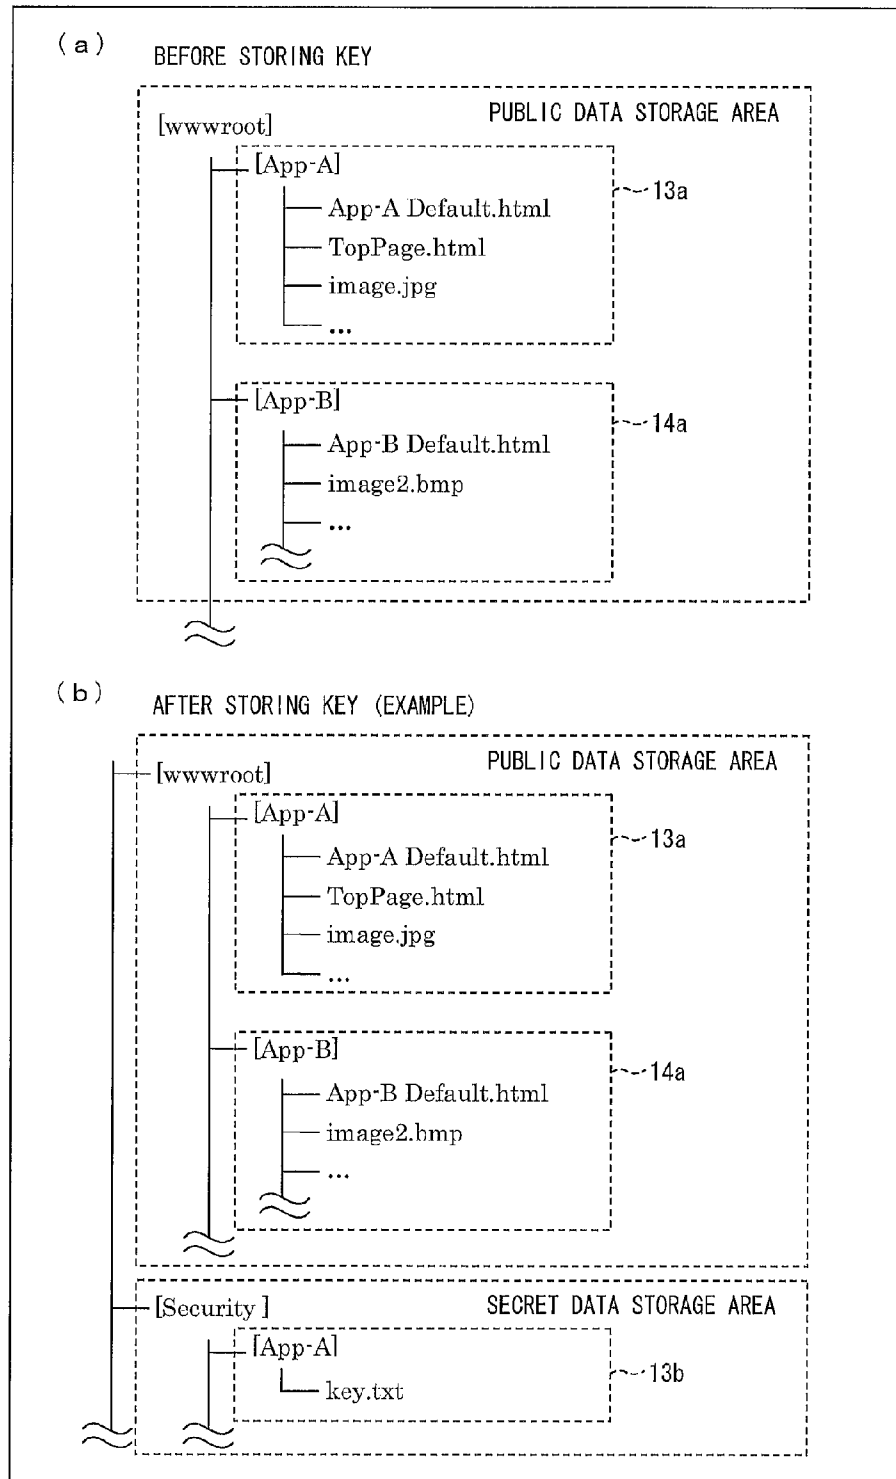 (a)
BEFORE STORING KEY
PUBLIC DATA STORAGE AREA
[wwwroot]
[App-A]
13a
App-A Default.html
TopPage.html
image.jpg
...
[App-B]
14a
App-B Default.html
image2.bmp
...
(b)
AFTER STORING KEY (EXAMPLE)
PUBLIC DATA STORAGE AREA
[wwwroot]
[App-A]
13a
App-A Default.html
TopPage.html
image.jpg
...
[App-B]
14a
App-B Default.html
image2.bmp
...
[Security]
SECRET DATA STORAGE AREA
[App-A]
13b
key.txt